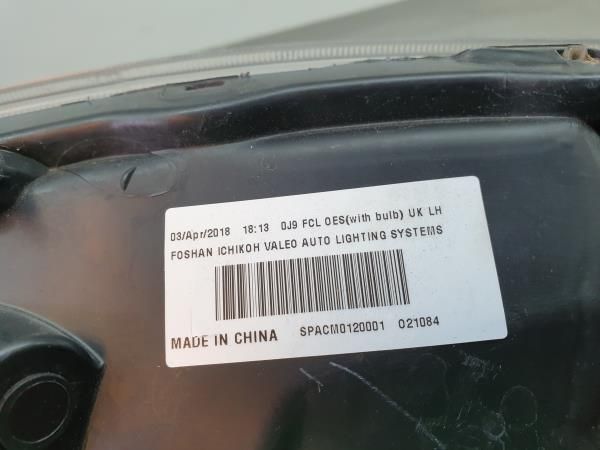 03/Apr/2018 18:13 0J9 FCL OES(with bulb) UK LH
FOSHAN ICHIKOH VALEO AUTO LIGHTING SYSTEMS
MADE IN CHINA SPACM0120001 021084